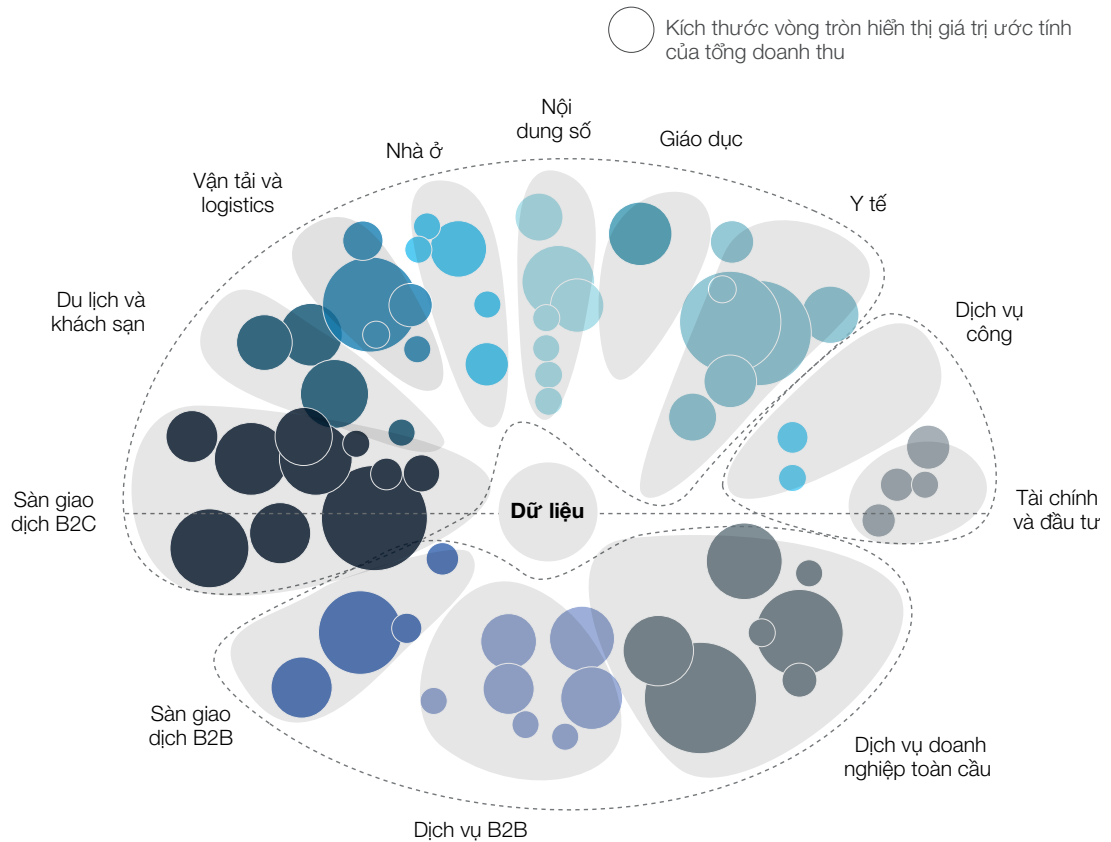 Kích thước vòng tròn hiển thị giá trị ước tính
của tổng doanh thu
Nội
dung số
Giáo dục
Nhà ở
Vận tải và
logistics
Y tế
Du lịch và
khách sạn
Dịch vụ
công
Sàn giao
dịch B2C
Dữ liệu
Tài chính
và đầu tư
Sàn giao
dịch B2B
Dịch vụ doanh
nghiệp toàn cầu
Dịch vụ B2B